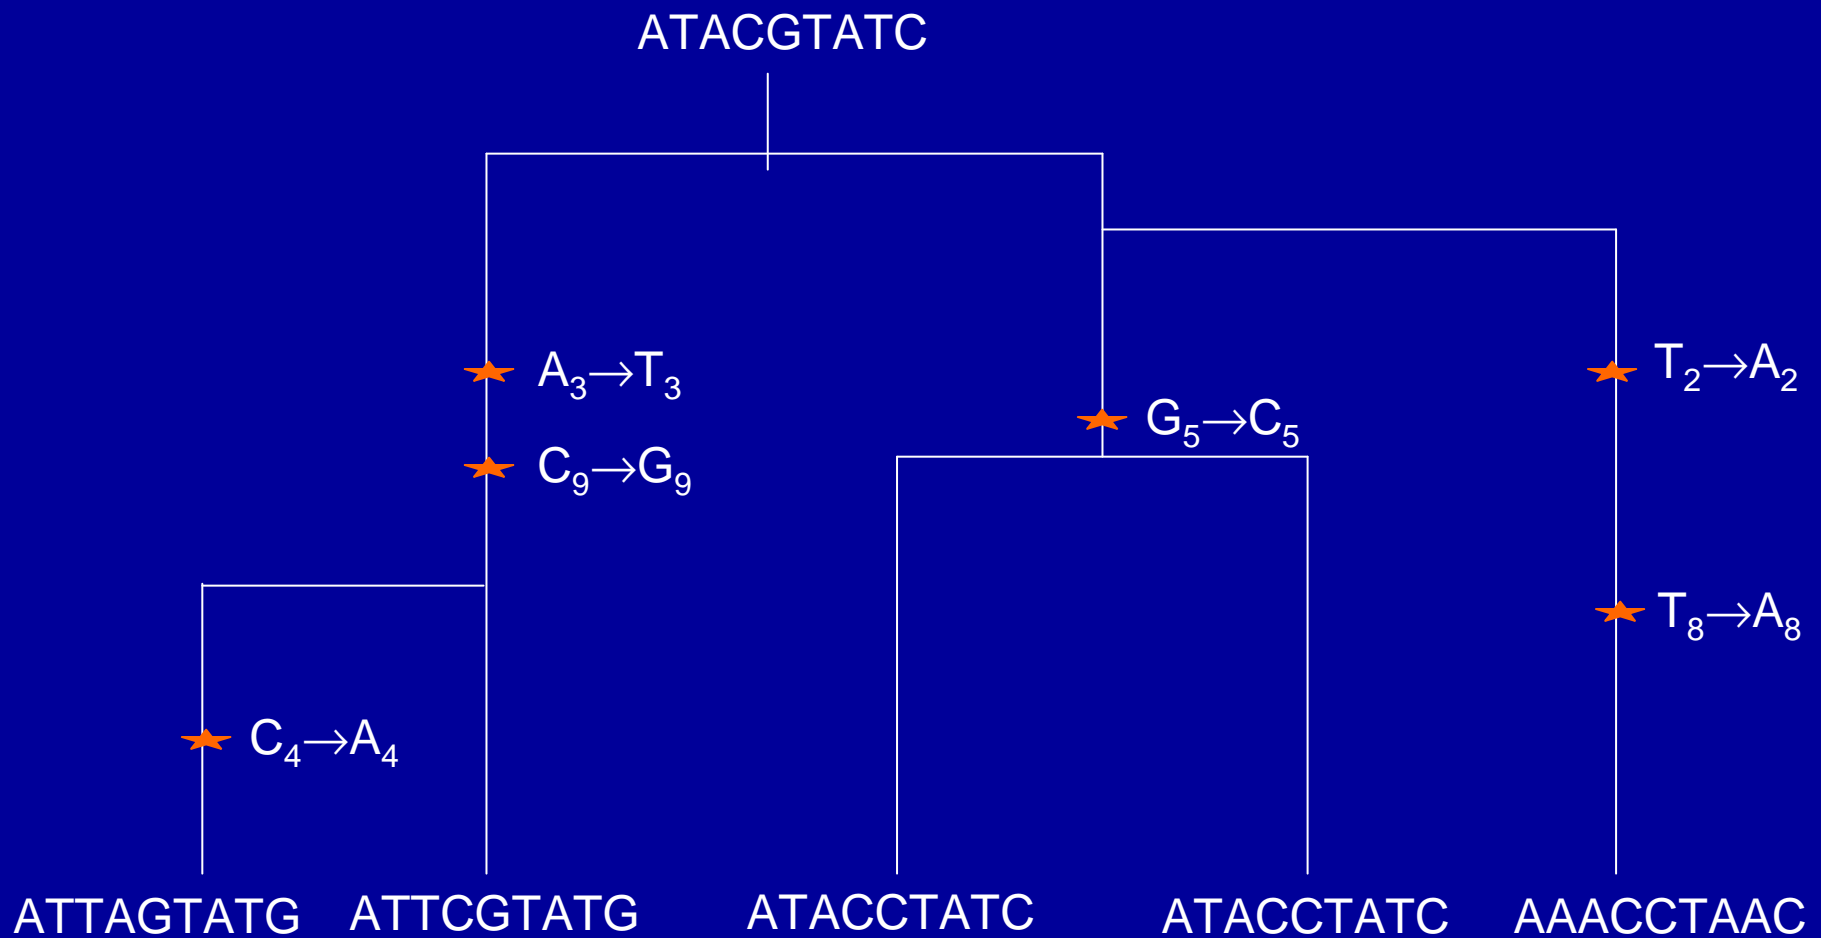 ATACGTATC
A₃→T₃
T₂→A₂
G₅→C₅
C₉→G₉
T₈→A₈
C₄→A₄
ATTAGTATG
ATTCGTATG
ATACCTATC
ATACCTATC
AAACCTAAC